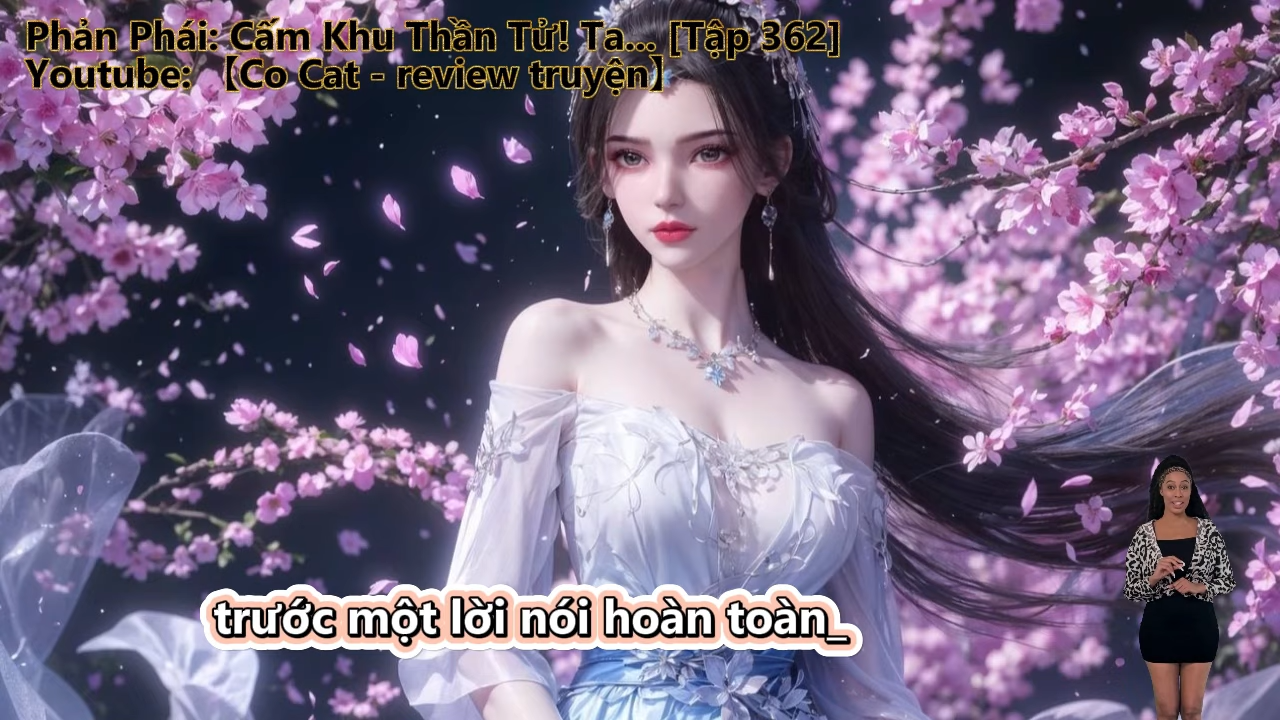 Phản Phái: Cấm Khu Thần Tử! Ta... [Tập 362]
Youtube: 【Co Cat - review truyện】
trước một lời nói hoàn toàn_